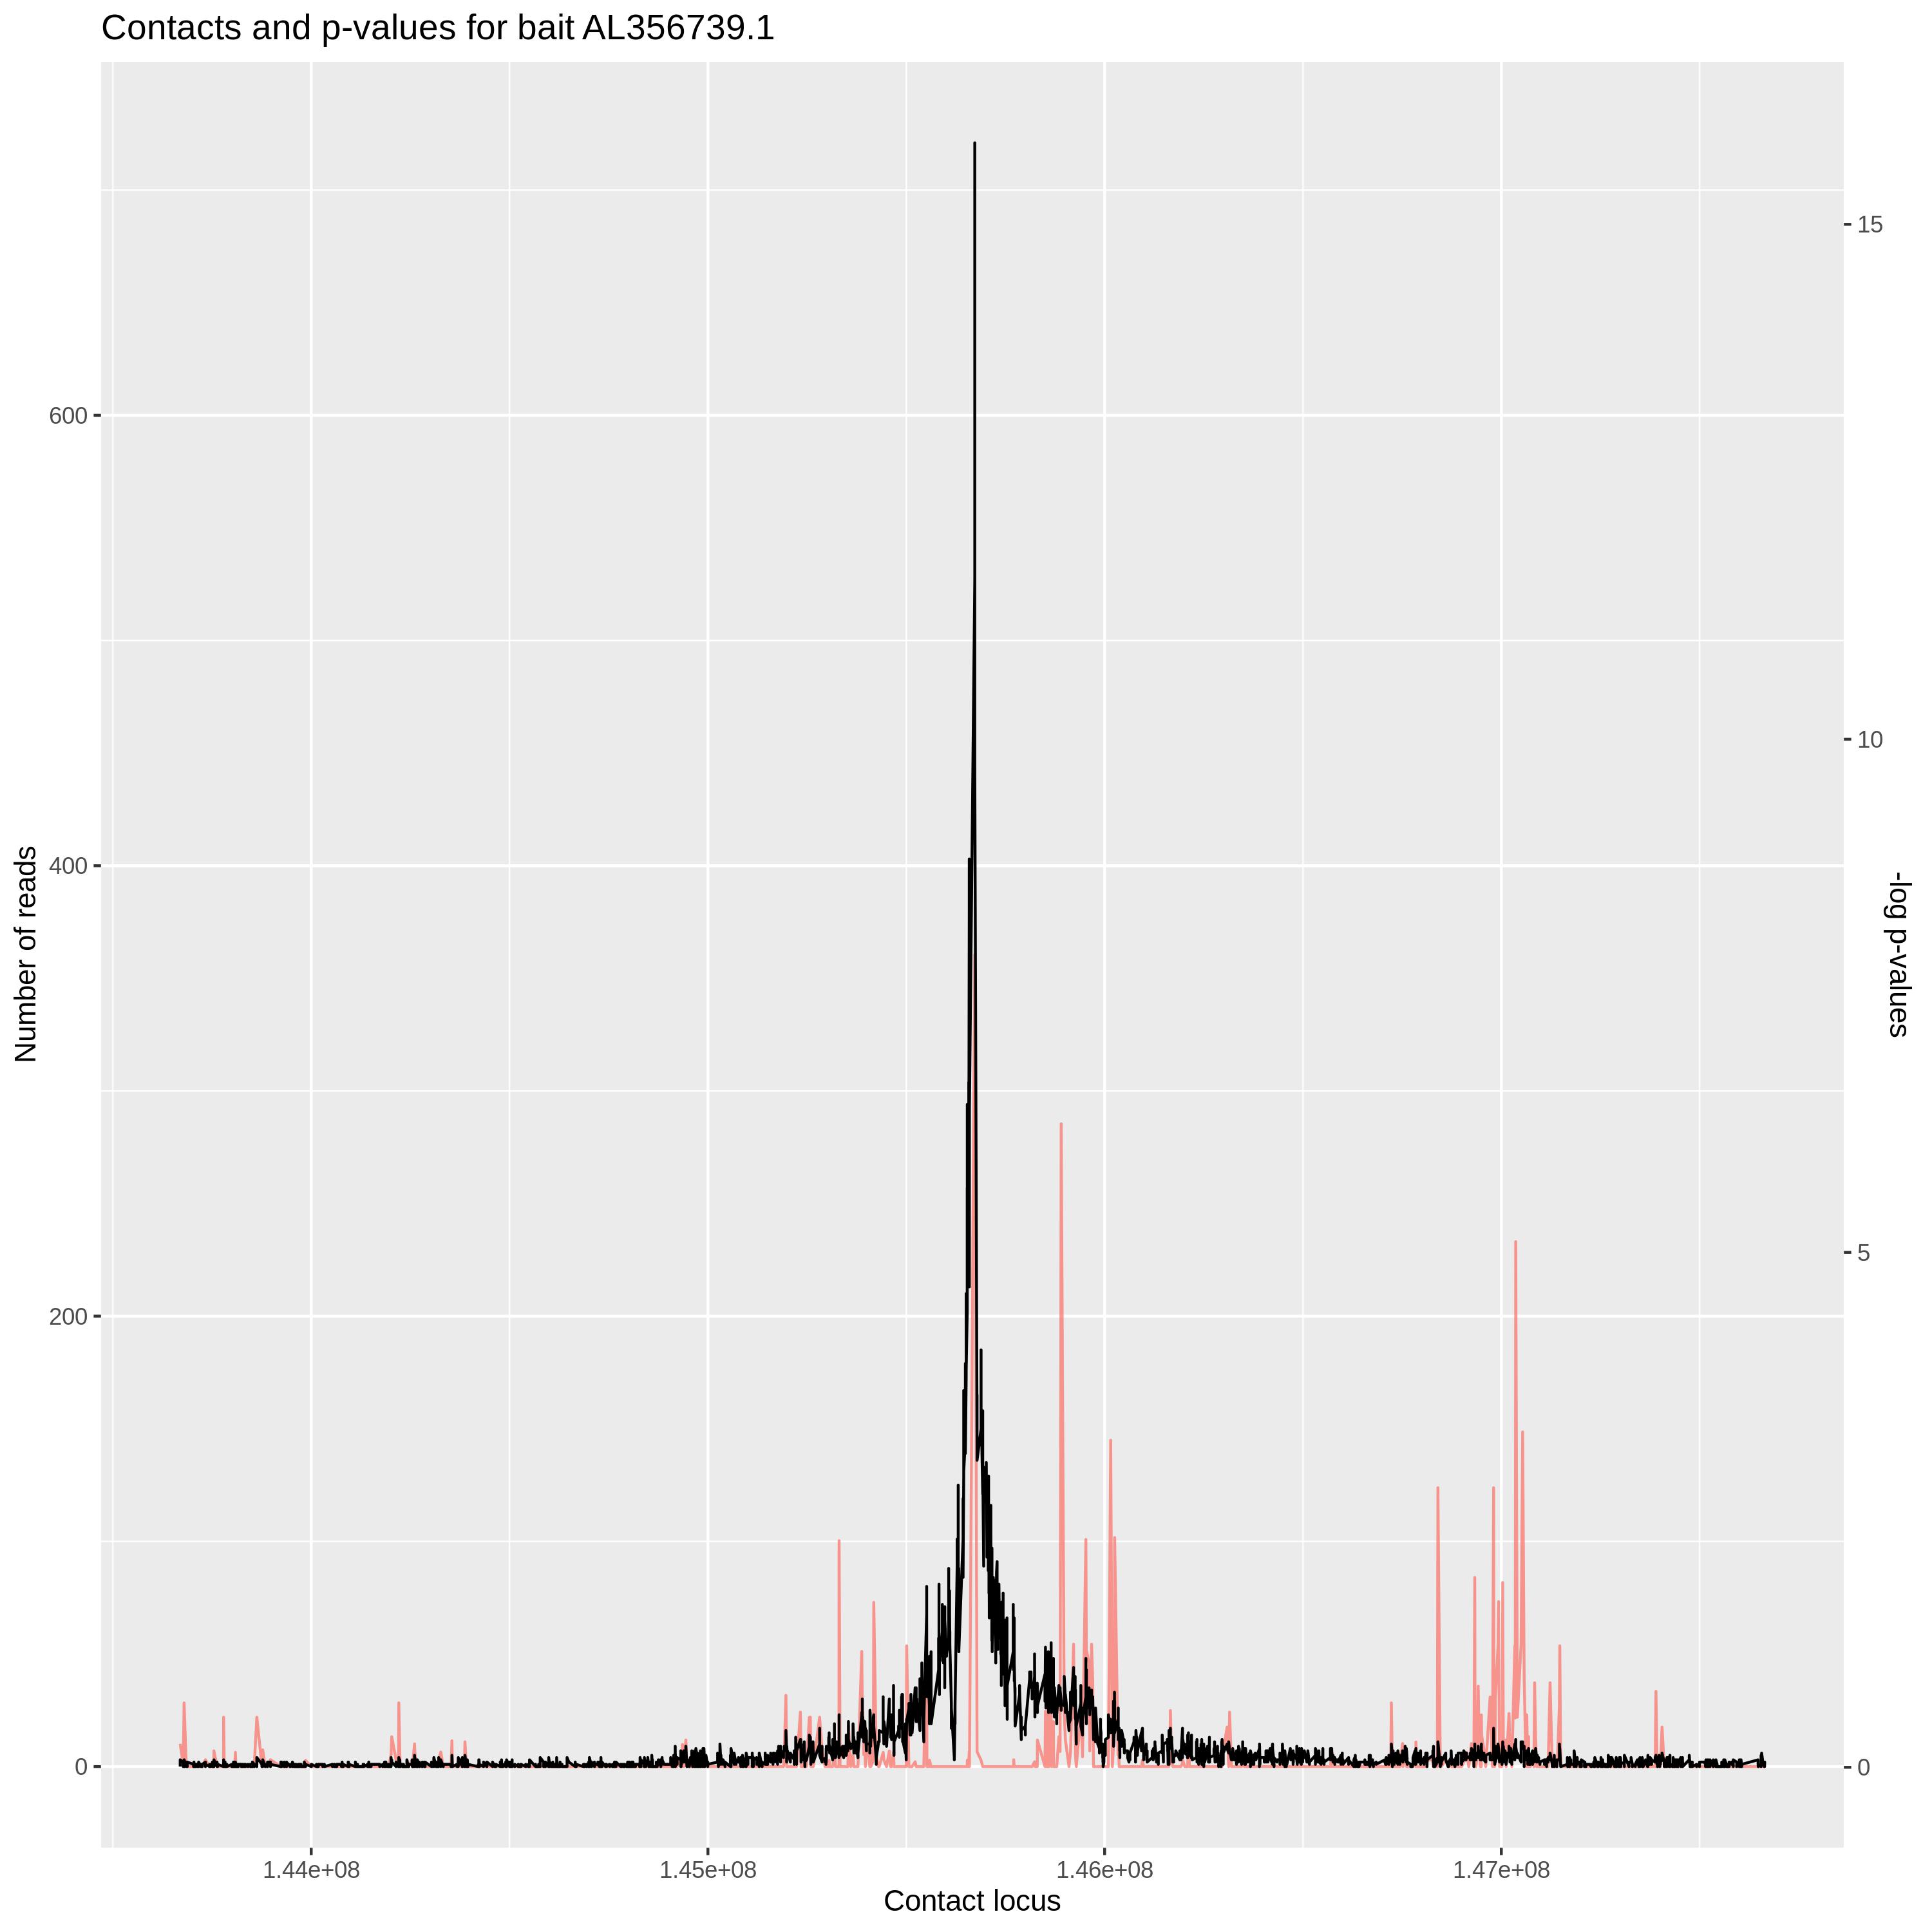 Contacts and p-values for bait AL356739.1
Number of reads
600
400
200
0
15
10
5
0
-log p-values
1.44e+08
1.45e+08
1.46e+08
1.47e+08
Contact locus